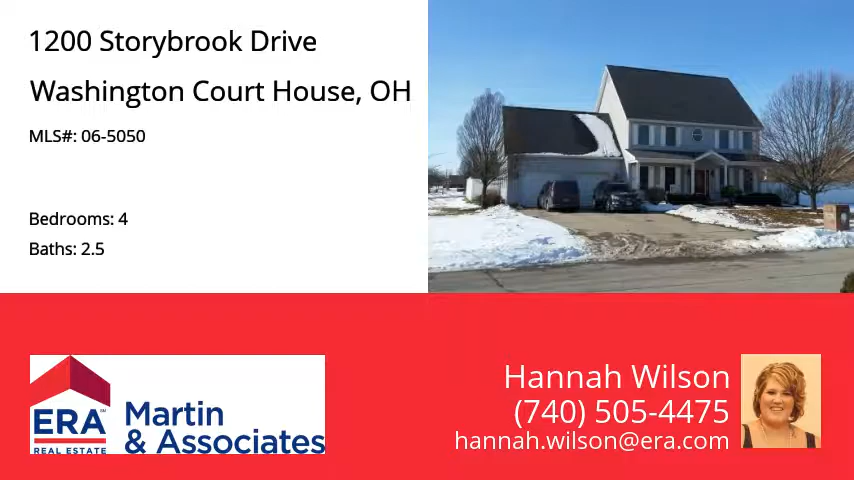 1200 Storybrook Drive
Washington Court House, OH
MLS#: 06-5050
Bedrooms: 4
Baths: 2.5
ERA
REAL ESTATE
Martin
& Associates
Hannah Wilson
(740) 505-4475
hannah.wilson@era.com